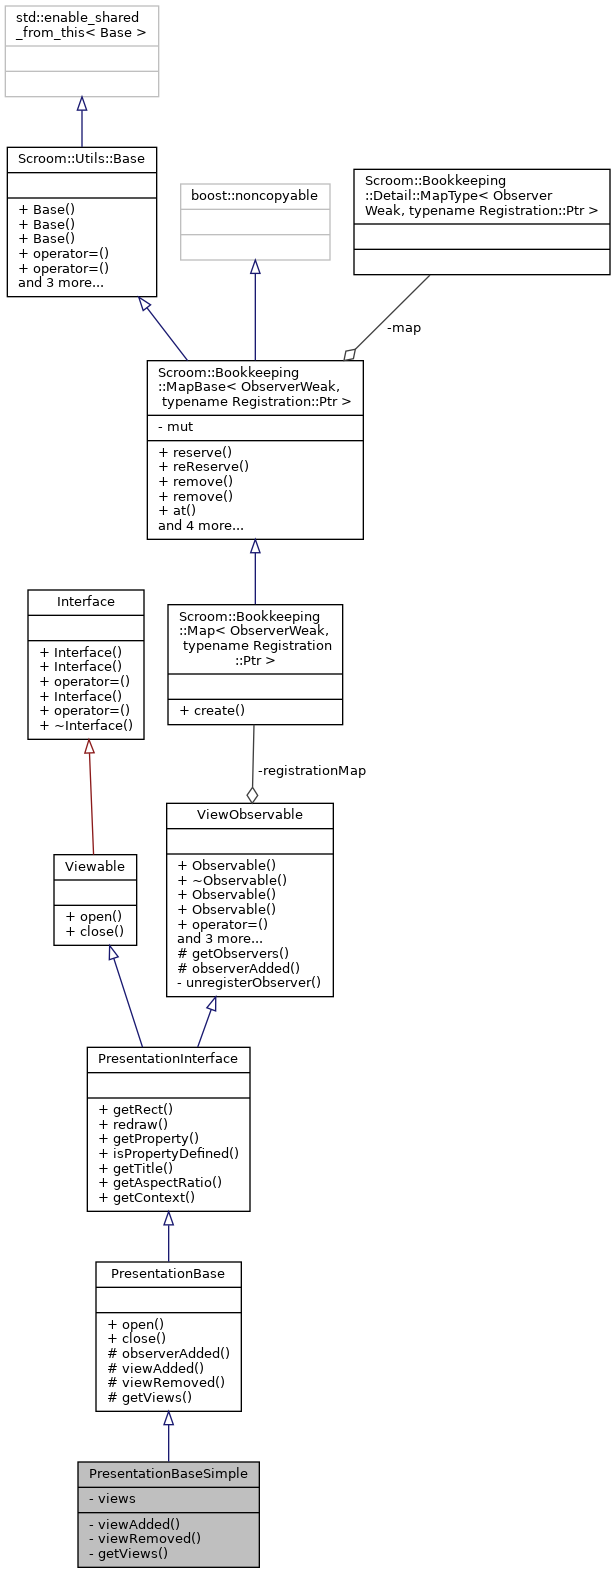 std::enable_shared
_from_this< Base >
Scroom::Utils::Base
+ Base()
+ Base()
+ Base()
+ operator=()
+ operator=()
and 3 more...
boost::noncopyable
Scroom::Bookkeeping
::Detail::MapType< Observer
Weak, typename Registration::Ptr >
-map
Scroom::Bookkeeping
::MapBase< ObserverWeak,
typename Registration::Ptr >
- mut
+ reserve()
+ reReserve()
+ remove()
+ remove()
+ at()
and 4 more...
Interface
+ Interface()
+ Interface()
+ operator=()
+ Interface()
+ operator=()
+ ~Interface()
Scroom::Bookkeeping
::Map< ObserverWeak,
typename Registration
::Ptr >
+ create()
-registrationMap
ViewObservable
+ Observable()
+ ~Observable()
+ Observable()
+ Observable()
+ operator=()
and 3 more...
# getObservers()
# observerAdded()
- unregisterObserver()
Viewable
+ open()
+ close()
PresentationInterface
+ getRect()
+ redraw()
+ getProperty()
+ isPropertyDefined()
+ getTitle()
+ getAspectRatio()
+ getContext()
PresentationBase
+ open()
+ close()
# observerAdded()
# viewAdded()
# viewRemoved()
# getViews()
PresentationBaseSimple
- views
- viewAdded()
- viewRemoved()
- getViews()